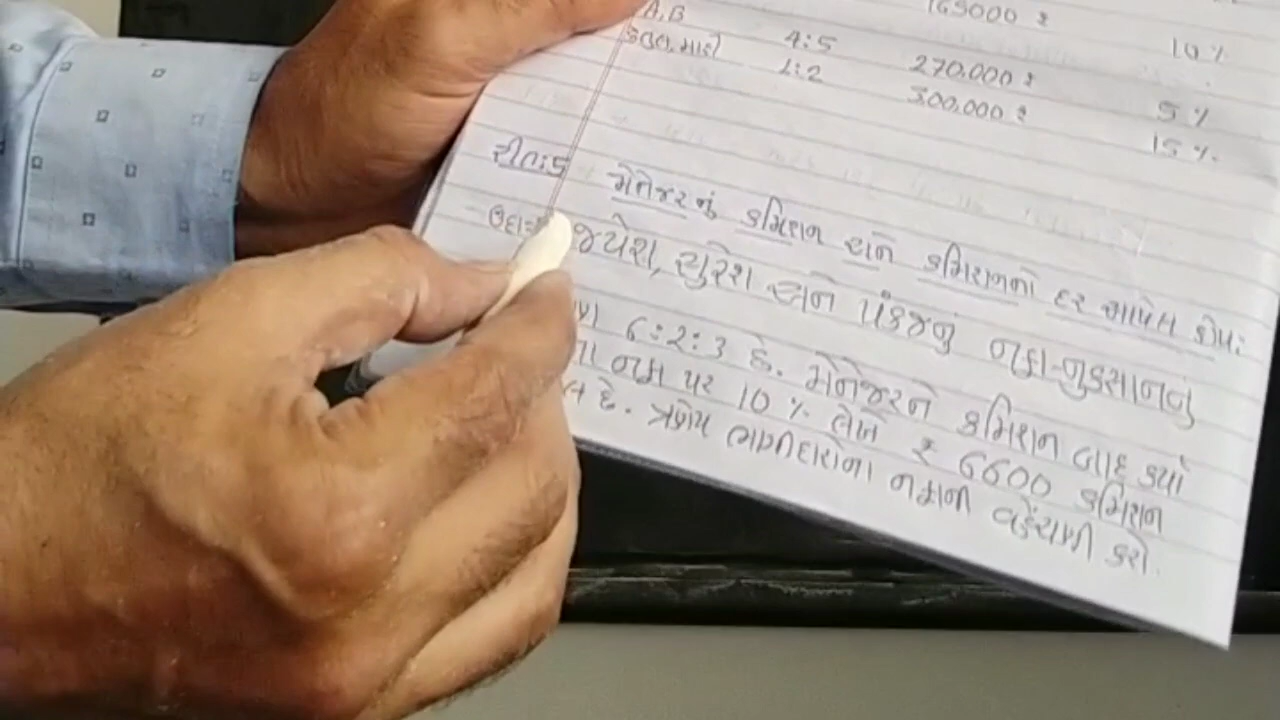 165000 ₹ 10 %
A, B 4:5 270,000 ₹ 5 %
1:2 300,000 ₹ 15 %
રીત:5 મેનેજરનું કમિશન અને કમિશનનો દર આપેલ હોય:
જયેશ, સુરેશ અને પંકજનું નફા-નુકસાનનું
6:2:3 છે. મેનેજરને કમિશન બાદ કર્યા
નફા પર 10 % લેખે ₹ 6600 કમિશન
છે. ત્રણેય ભાગીદારોના નફાની વહેંચણી કરો.